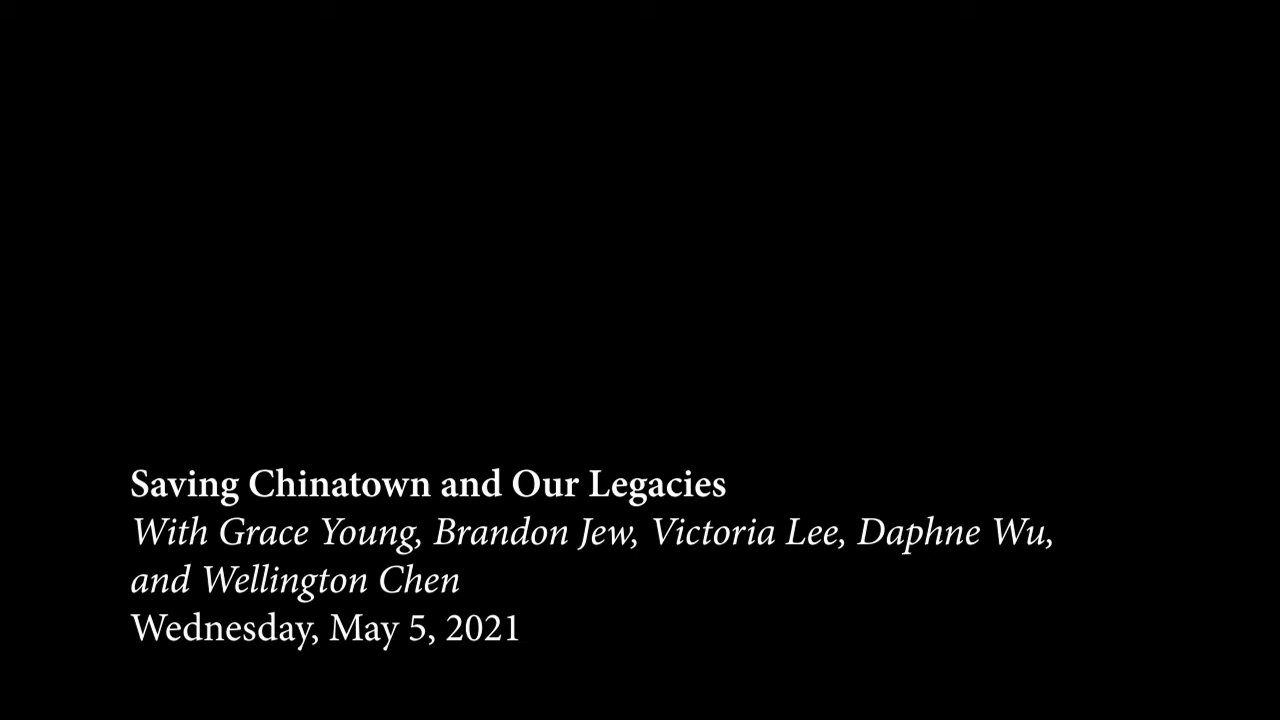 Saving Chinatown and Our Legacies
With Grace Young, Brandon Jew, Victoria Lee, Daphne Wu,
and Wellington Chen
Wednesday, May 5, 2021